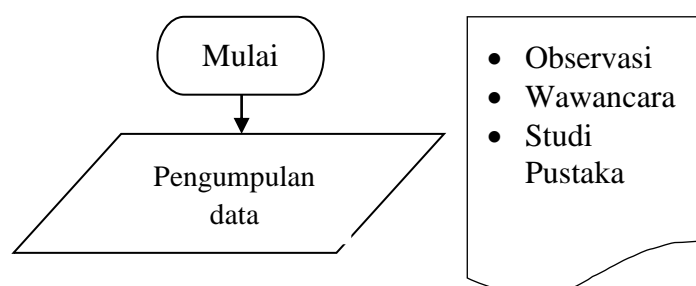 Mulai
Pengumpulan
data
• Observasi
• Wawancara
• Studi
Pustaka